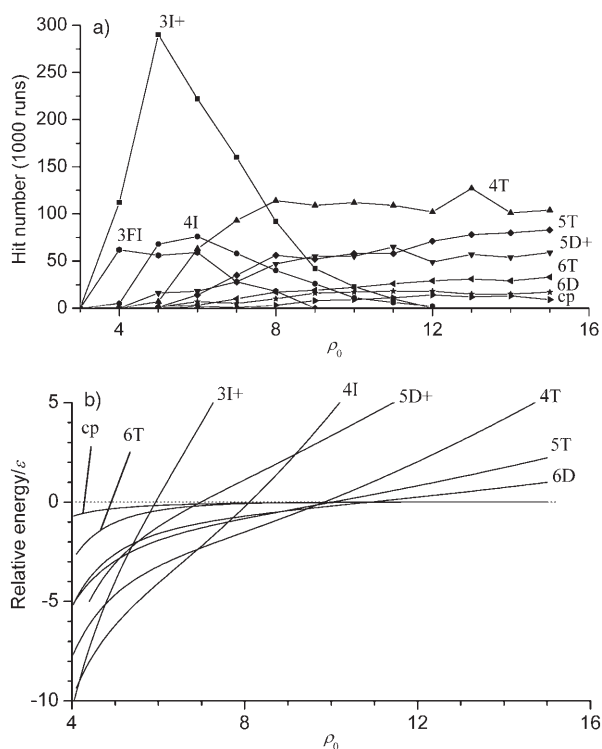 a)
Hit number (1000 runs)
300
250
200
150
100
50
0
3I+
3FI
4I
4T
5T
5D+
6T
6D
cp
4
8
12
16
ρ0
b)
Relative energy/ε
5
0
-5
-10
cp
6T
3I+
4I
5D+
4T
5T
6D
4
8
12
16
ρ0